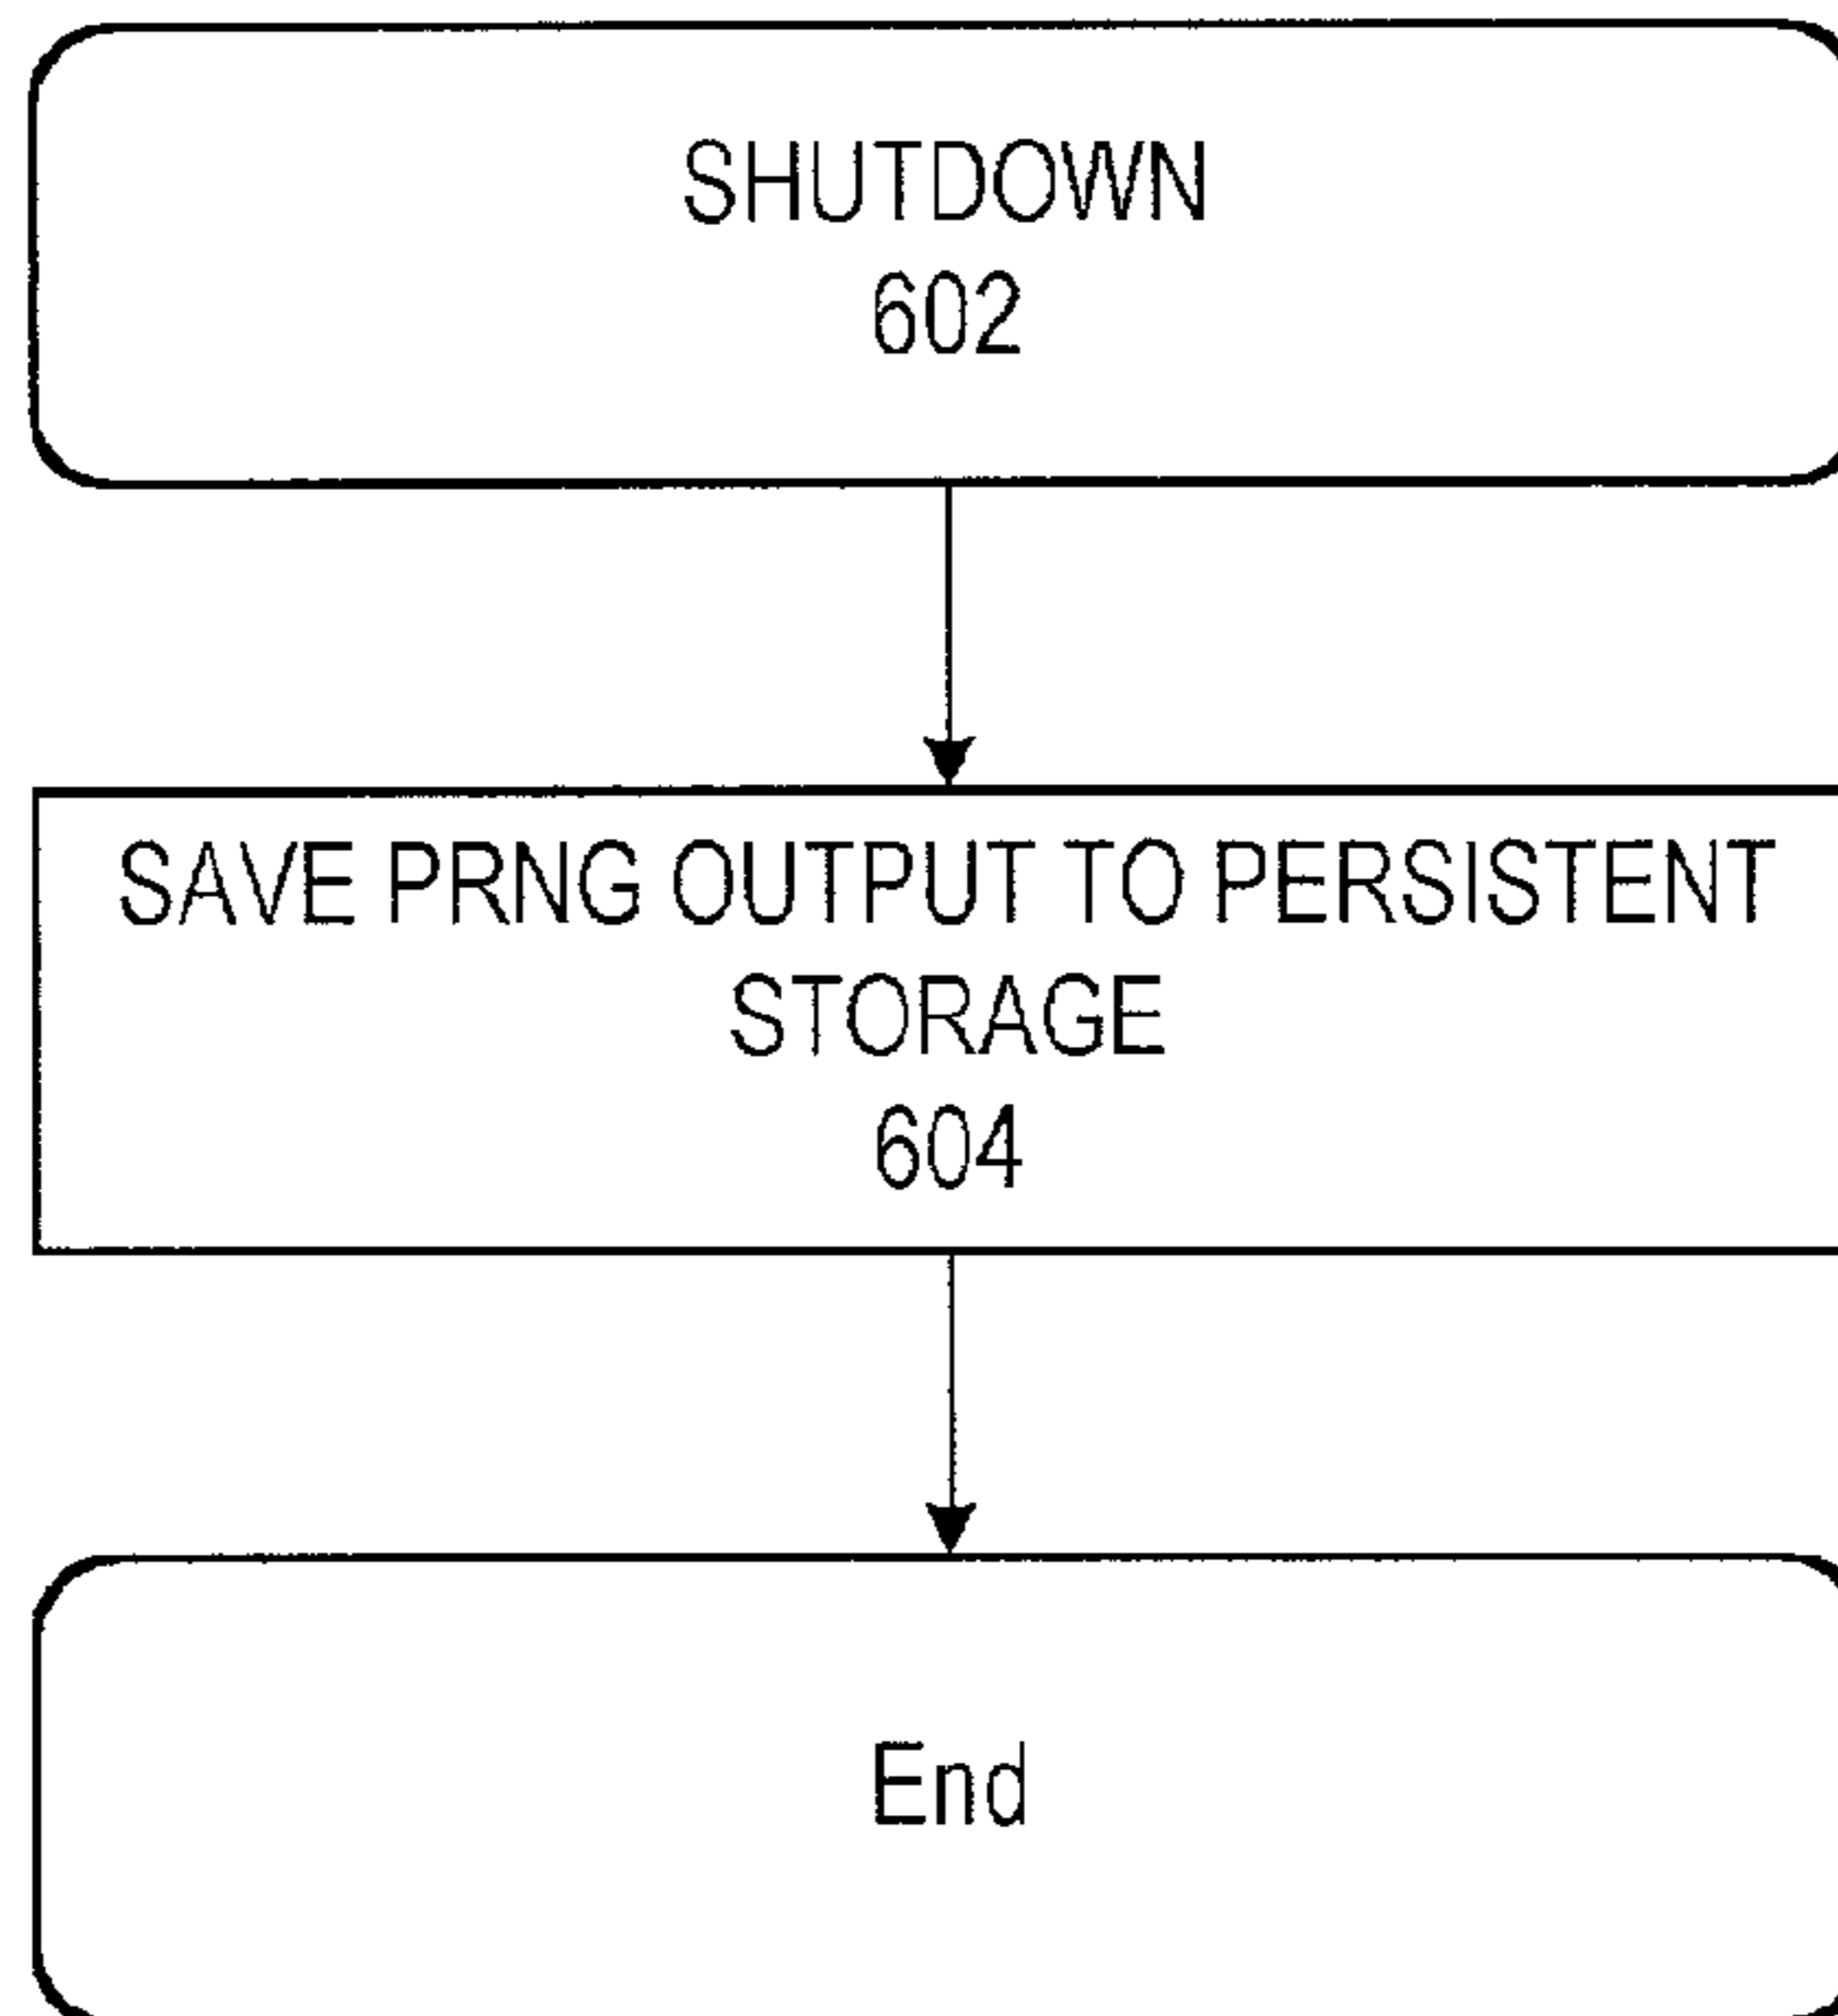 SHUTDOWN
602
SAVE PRNG OUTPUT TO PERSISTENT
STORAGE
604
End